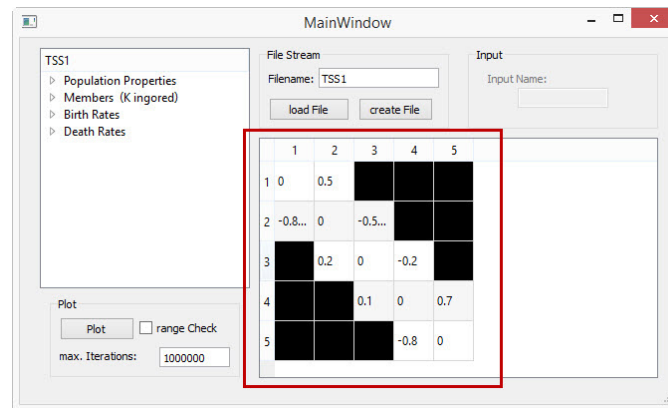 MainWindow
TSS1
Population Properties
Members (K ingored)
Birth Rates
Death Rates
File Stream
Filename: TSS1
load File create File
Input
Input Name:
1 2 3 4 5
1 0 0.5
2 -0.8... 0 -0.5...
3 0.2 0 -0.2
4 0.1 0 0.7
5 -0.8 0
Plot
Plot range Check
max. Iterations: 1000000